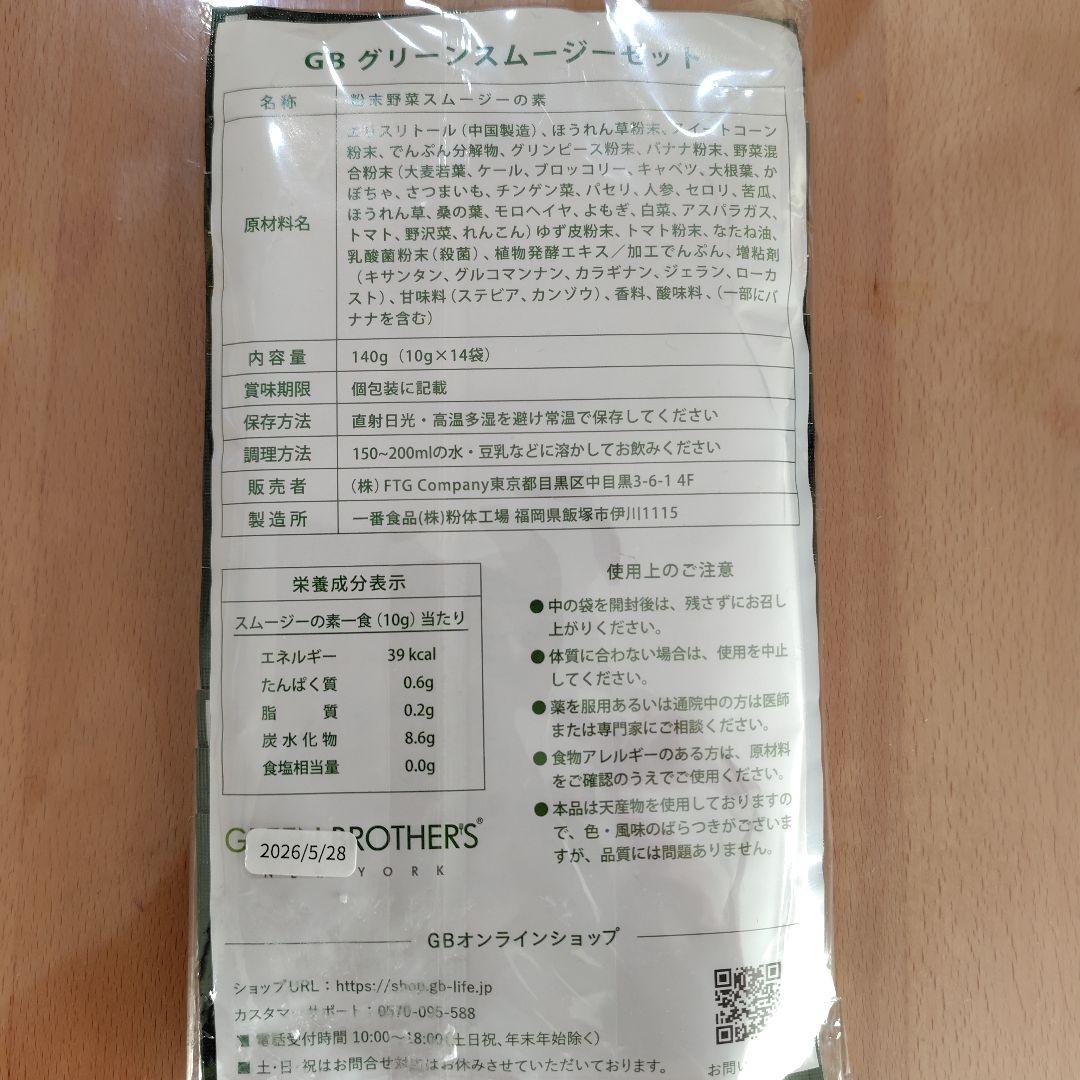 GB グリーンスムージーセット
名称 粉末野菜スムージーの素
原材料名
エリスリトール（中国製造）、ほうれん草粉末、スイートコーン
粉末、でんぷん分解物、グリンピース粉末、バナナ粉末、野菜混
合粉末（大麦若葉、ケール、ブロッコリー、キャベツ、大根葉、か
ぼちゃ、さつまいも、チンゲン菜、パセリ、人参、セロリ、苦瓜、
ほうれん草、桑の葉、モロヘイヤ、よもぎ、白菜、アスパラガス、
トマト、野沢菜、れんこん）ゆず皮粉末、トマト粉末、なたね油、
乳酸菌粉末（殺菌）、植物発酵エキス／加工でんぷん、増粘剤
（キサンタン、グルコマンナン、カラギナン、ジェラン、ローカ
スト）、甘味料（ステビア、カンゾウ）、香料、酸味料、（一部にバ
ナナを含む）
内容量 140g（10g×14袋）
賞味期限 個包装に記載
保存方法 直射日光・高温多湿を避け常温で保存してください
調理方法 150~200mlの水・豆乳などに溶かしてお飲みください
販売者 （株）FTG Company東京都目黒区中目黒3-6-1 4F
製造所 一番食品(株)粉体工場 福岡県飯塚市伊川1115
栄養成分表示
スムージーの素一食（10g）当たり
エネルギー 39 kcal
たんぱく質 0.6g
脂質 0.2g
炭水化物 8.6g
食塩相当量 0.0g
使用上のご注意
●中の袋を開封後は、残さずにお召し
上がりください。
●体質に合わない場合は、使用を中止
してください。
●薬を服用あるいは通院中の方は医師
または専門家にご相談ください。
●食物アレルギーのある方は、原材料
をご確認のうえでご使用ください。
●本品は天産物を使用しておりますの
で、色・風味のばらつきがございま
すが、品質には問題ありません。
BROTHER'S®
2026/5/28
YORK
GBオンラインショップ
ショップURL：https://shop.gb-life.jp
カスタマーサポート：0570-095-588
■電話受付時間 10:00～18:00（土日祝、年末年始除く）
■土・日・祝はお問合せ対応はお休みさせていただいております。
お問い